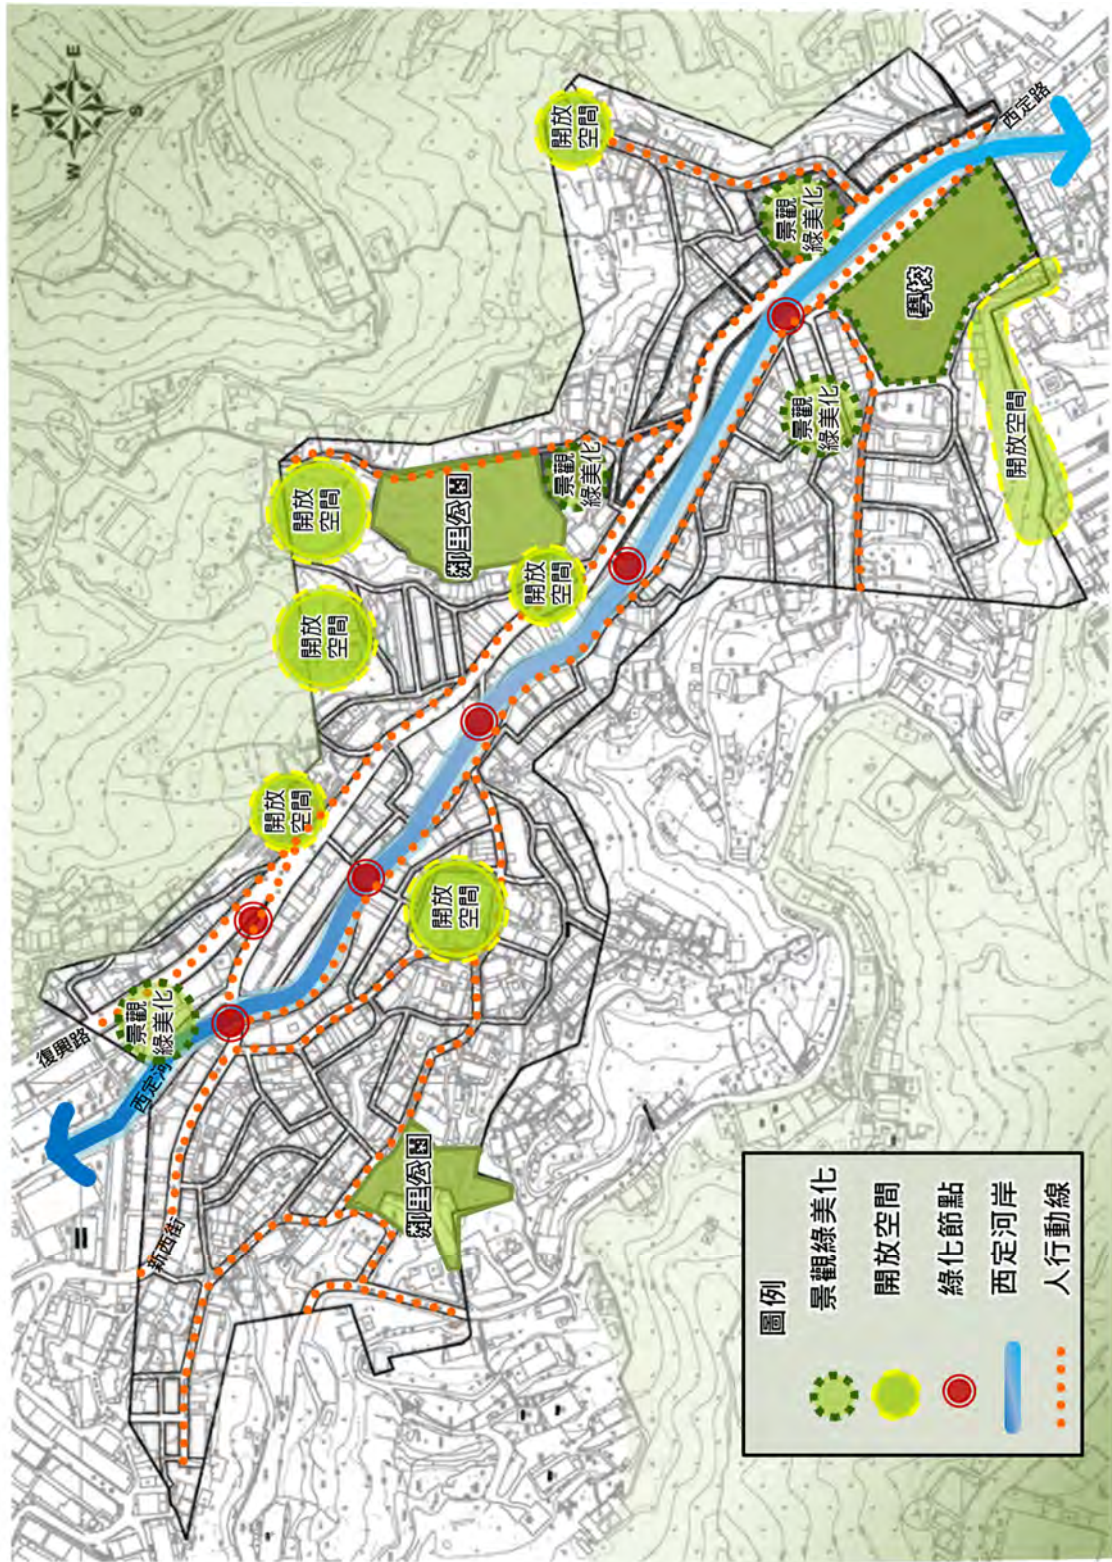 N
E
W
S
復興路
景觀
綠美化
西定河
新西街
開放
空間
開放
空間
開放
空間
鄰里公園
鄰里公園
開放
空間
開放
空間
景觀
綠美化
開放
空間
景觀
綠美化
景觀
綠美化
學校
開放空間
西定路
圖例
景觀綠美化
開放空間
綠化節點
西定河岸
人行動線